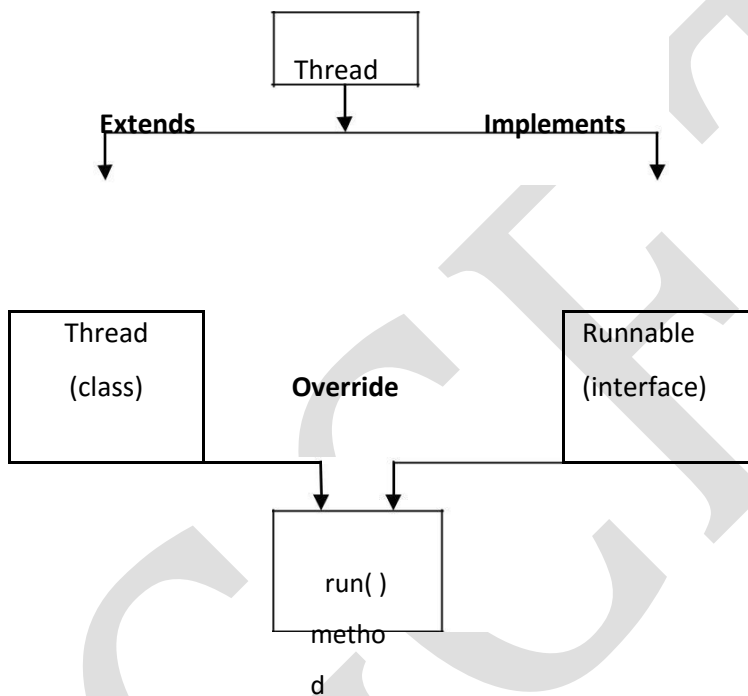 Thread
Extends Implements
Thread
(class)
Override
Runnable
(interface)
run( )
metho
d